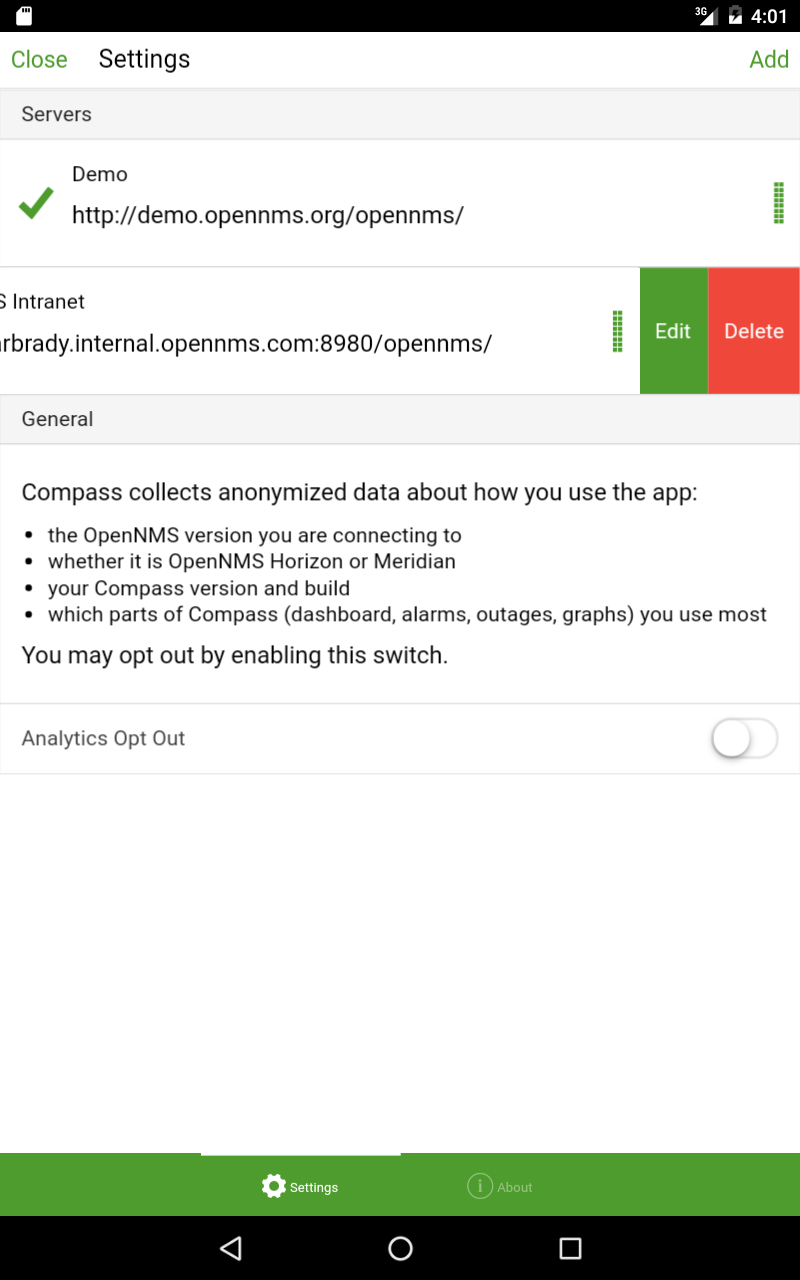 3G 4:01
Close Settings Add
Servers
Demo
http://demo.opennms.org/opennms/
S Intranet
rbrady.internal.opennms.com:8980/opennms/
Edit Delete
General
Compass collects anonymized data about how you use the app:
• the OpenNMS version you are connecting to
• whether it is OpenNMS Horizon or Meridian
• your Compass version and build
• which parts of Compass (dashboard, alarms, outages, graphs) you use most
You may opt out by enabling this switch.
Analytics Opt Out
Settings About